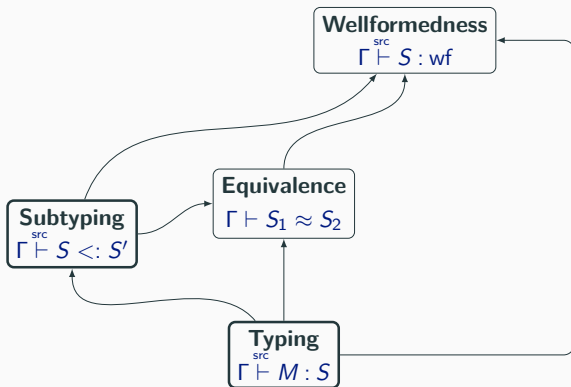 Wellformedness
src
Γ ⊢ S : wf
Equivalence
Γ ⊢ S₁ ≈ S₂
Subtyping
src
Γ ⊢ S <: S′
Typing
src
Γ ⊢ M : S